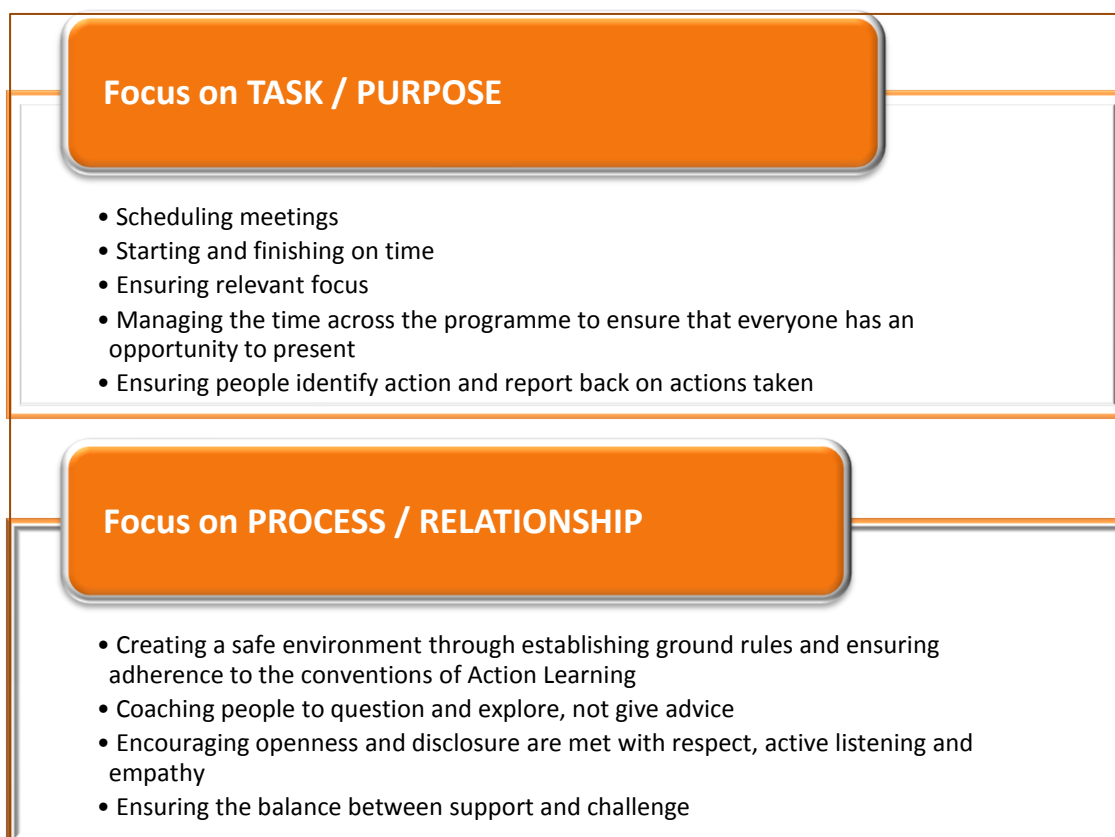 Focus on TASK / PURPOSE
• Scheduling meetings
• Starting and finishing on time
• Ensuring relevant focus
• Managing the time across the programme to ensure that everyone has an
opportunity to present
• Ensuring people identify action and report back on actions taken
Focus on PROCESS / RELATIONSHIP
• Creating a safe environment through establishing ground rules and ensuring
adherence to the conventions of Action Learning
• Coaching people to question and explore, not give advice
• Encouraging openness and disclosure are met with respect, active listening and
empathy
• Ensuring the balance between support and challenge